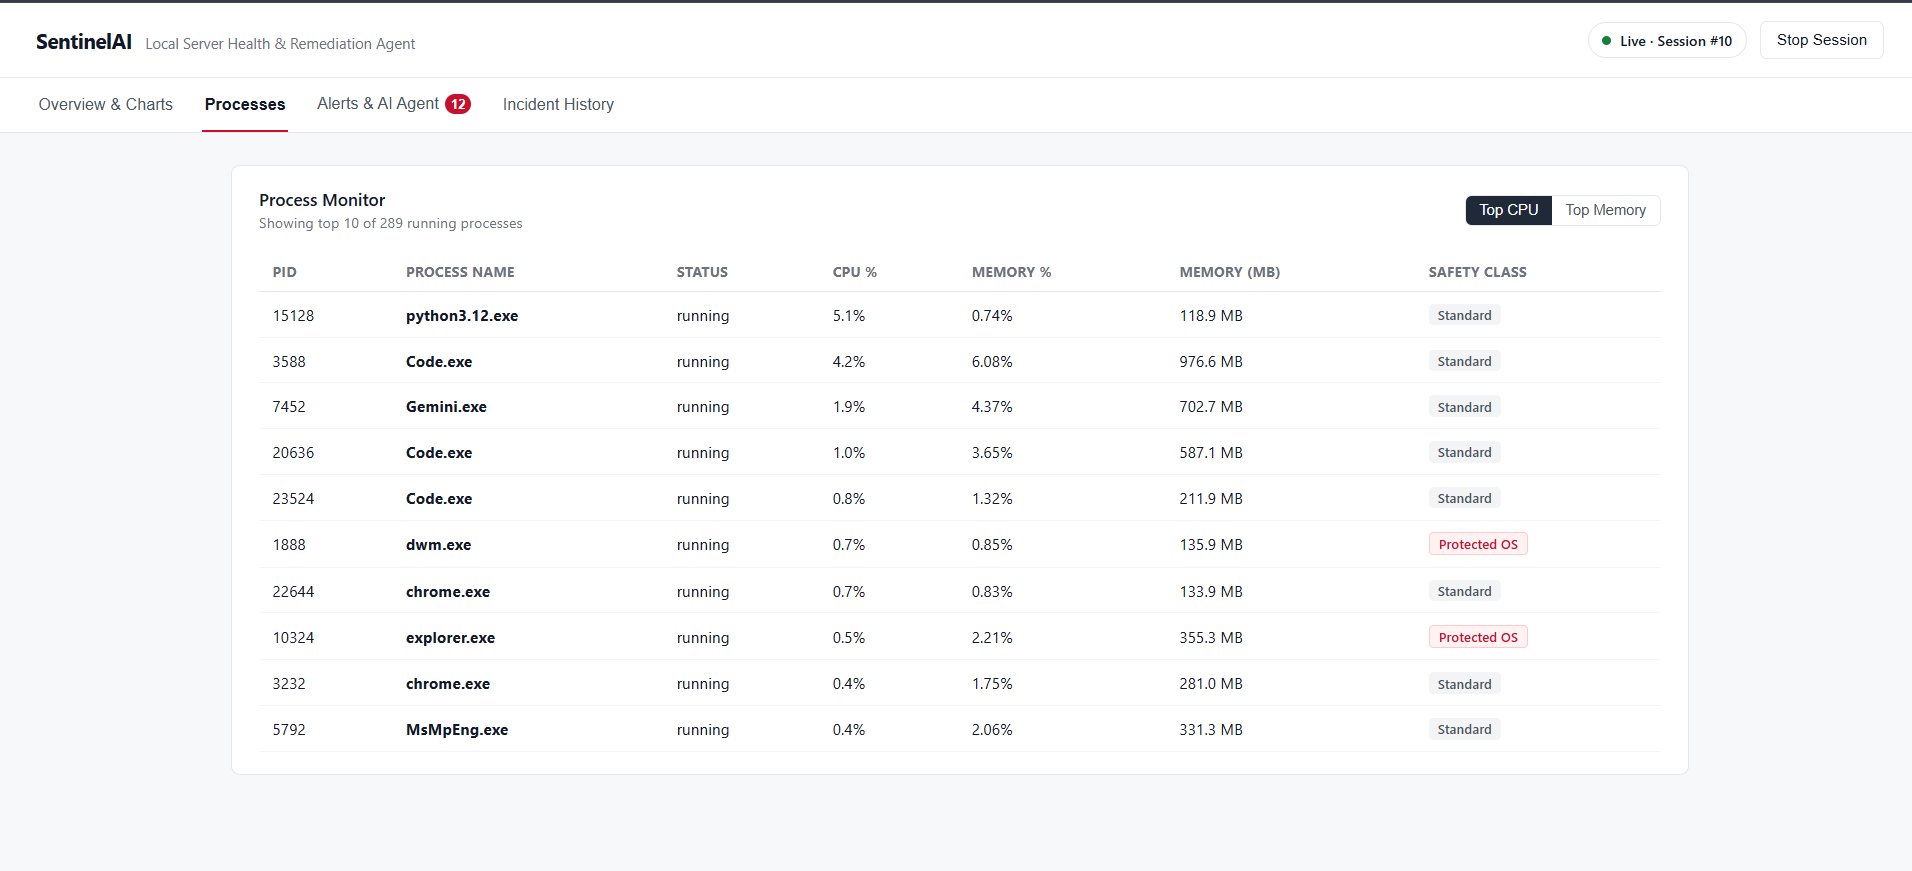 SentinelAI Local Server Health & Remediation Agent Live · Session #10 Stop Session
Overview & Charts Processes Alerts & AI Agent 12 Incident History
Process Monitor
Showing top 10 of 289 running processes
Top CPU Top Memory
PID PROCESS NAME STATUS CPU % MEMORY % MEMORY (MB) SAFETY CLASS
15128 python3.12.exe running 5.1% 0.74% 118.9 MB Standard
3588 Code.exe running 4.2% 6.08% 976.6 MB Standard
7452 Gemini.exe running 1.9% 4.37% 702.7 MB Standard
20636 Code.exe running 1.0% 3.65% 587.1 MB Standard
23524 Code.exe running 0.8% 1.32% 211.9 MB Standard
1888 dwm.exe running 0.7% 0.85% 135.9 MB Protected OS
22644 chrome.exe running 0.7% 0.83% 133.9 MB Standard
10324 explorer.exe running 0.5% 2.21% 355.3 MB Protected OS
3232 chrome.exe running 0.4% 1.75% 281.0 MB Standard
5792 MsMpEng.exe running 0.4% 2.06% 331.3 MB Standard